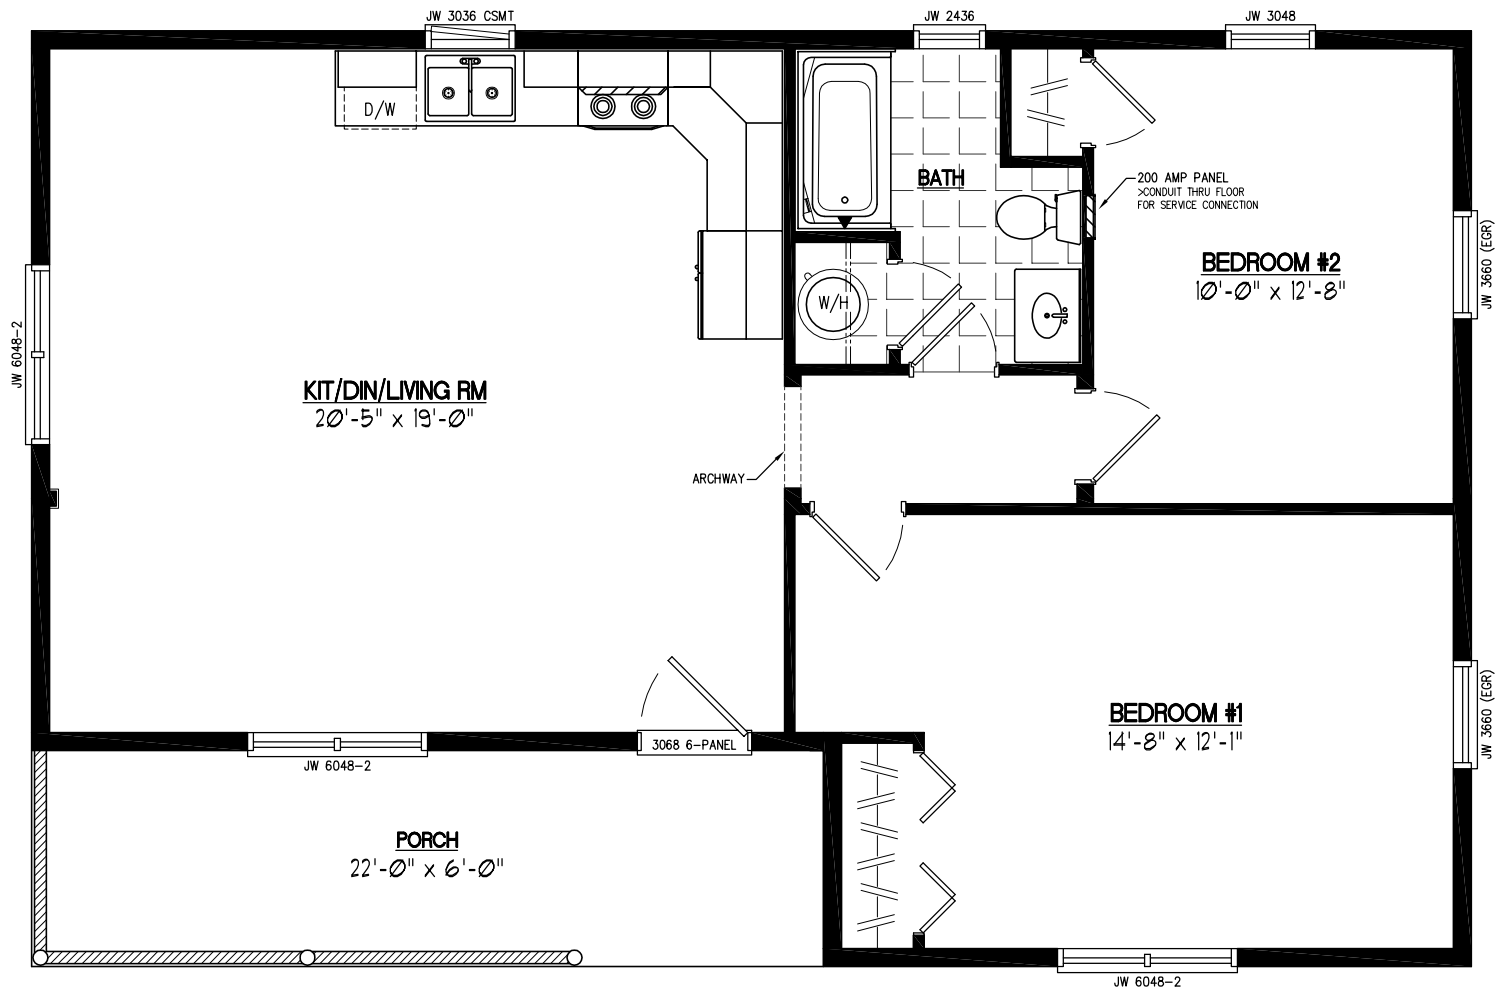 JW 3036 CSMT
JW 2436
JW 3048
D/W
BATH
200 AMP PANEL
>CONDUIT THRU FLOOR
FOR SERVICE CONNECTION
BEDROOM #2
10'-0" x 12'-8"
JW 3660 (EGR)
W/H
JW 6048-2
KIT/DIN/LIVING RM
20'-5" x 19'-0"
ARCHWAY
BEDROOM #1
14'-8" x 12'-1"
JW 3660 (EGR)
3068 6-PANEL
JW 6048-2
PORCH
22'-0" x 6'-0"
JW 6048-2